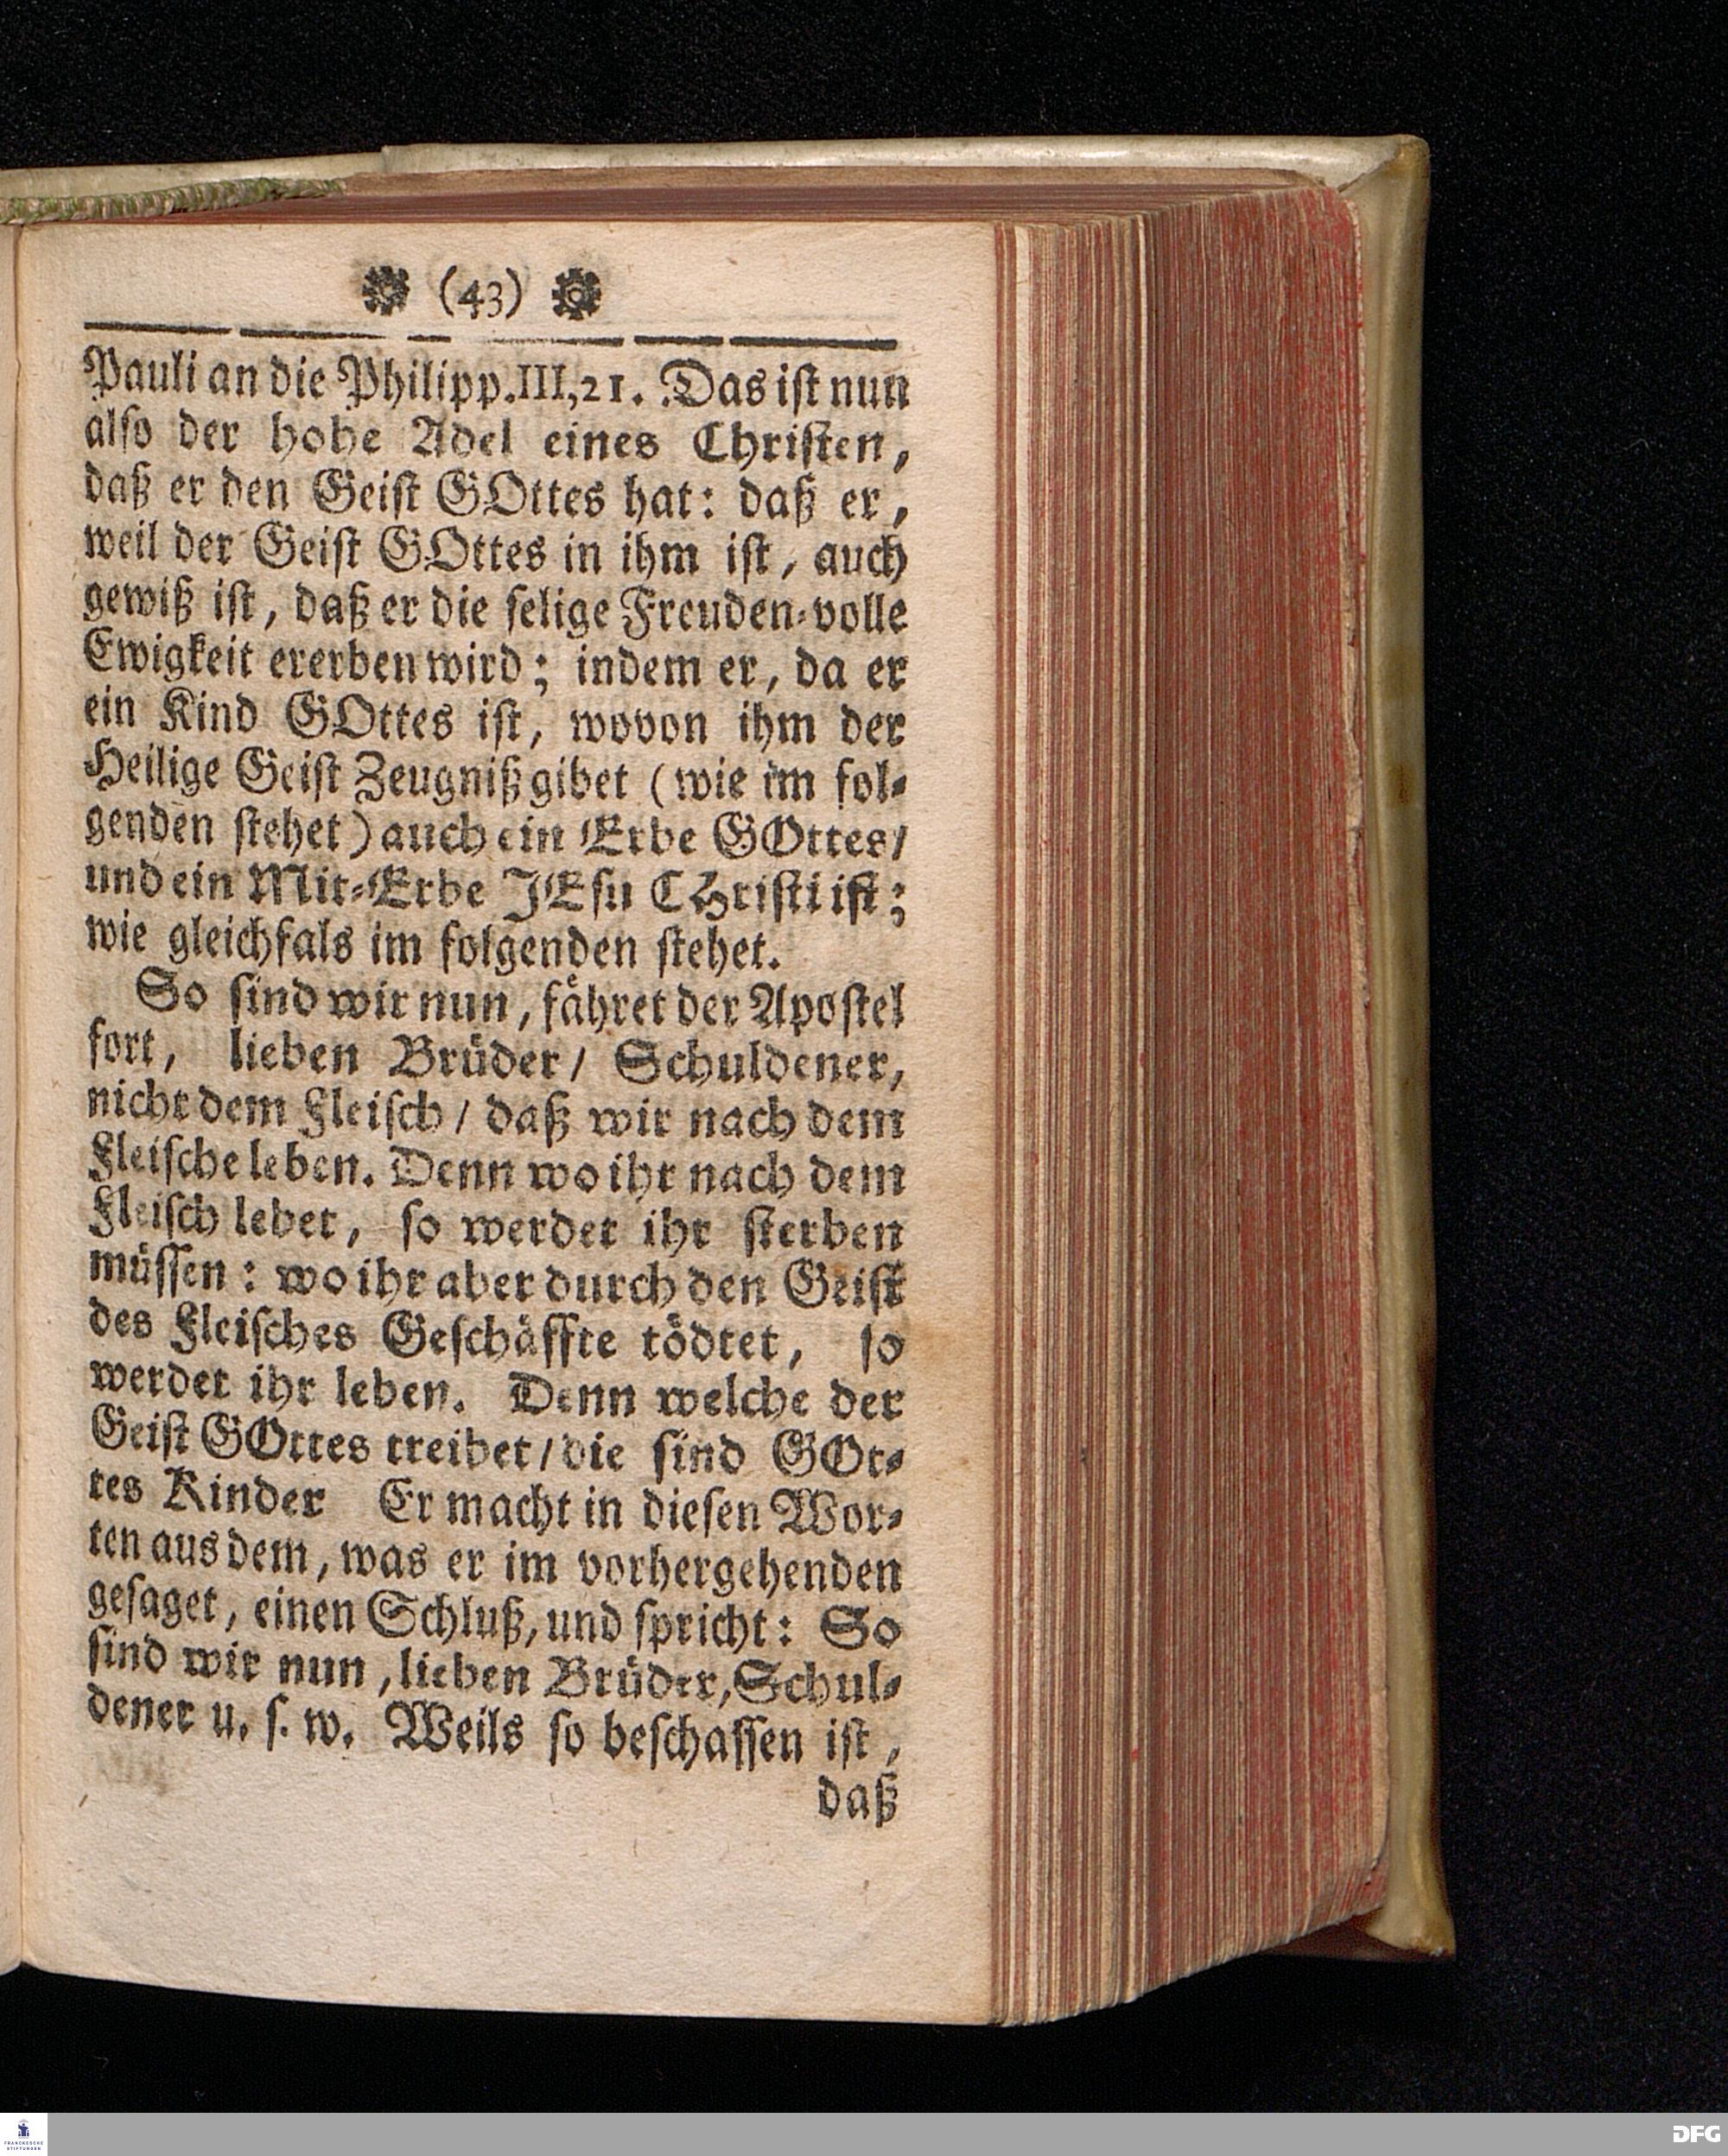 (43)
Pauli an die Philipp. III, 21. Das ist nun
also der hohe Adel eines Christen,
daß er den Geist GOttes hat: daß er,
weil der Geist GOttes in ihm ist, auch
gewiß ist, daß er die selige Freuden-volle
Ewigkeit ererben wird; indem er, da er
ein Kind GOttes ist, wovon ihm der
Heilige Geist Zeugniß gibet (wie im fol-
genden stehet) auch ein Erbe GOttes/
und ein Mit-Erbe JEsu CHristi ist;
wie gleichfals im folgenden stehet.
So sind wir nun, fähret der Apostel
fort, lieben Brüder/ Schuldener,
nicht dem Fleisch/ daß wir nach dem
Fleische leben. Denn wo ihr nach dem
Fleisch lebet, so werdet ihr sterben
müssen: wo ihr aber durch den Geist
des Fleisches Geschäffte tödtet, so
werdet ihr leben. Denn welche der
Geist GOttes treibet/ die sind GOt-
tes Kinder Er macht in diesen Wor-
ten aus dem, was er im vorhergehenden
gesaget, einen Schluß, und spricht: So
sind wir nun, lieben Brüder, Schul-
dener u. s. w. Weils so beschaffen ist,
daß
FRANCKESCHE
STIFTUNGEN
DFG